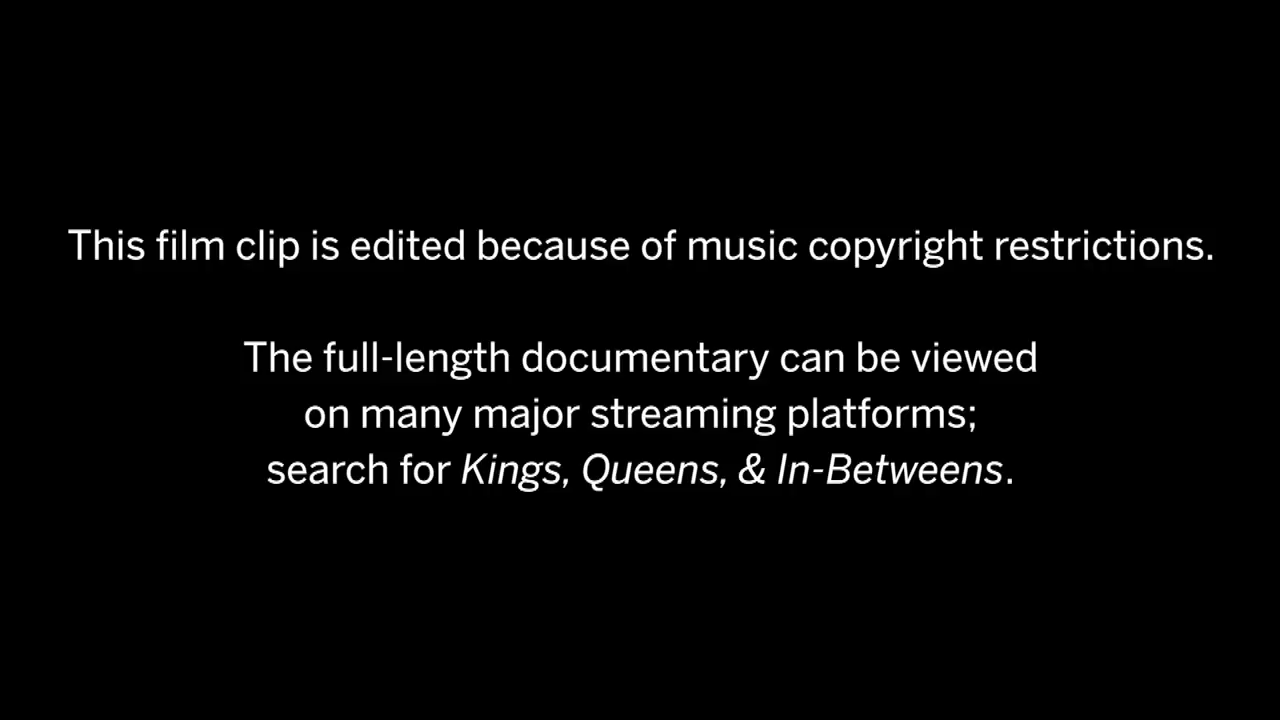 This film clip is edited because of music copyright restrictions.
The full-length documentary can be viewed
on many major streaming platforms;
search for Kings, Queens, & In-Betweens.